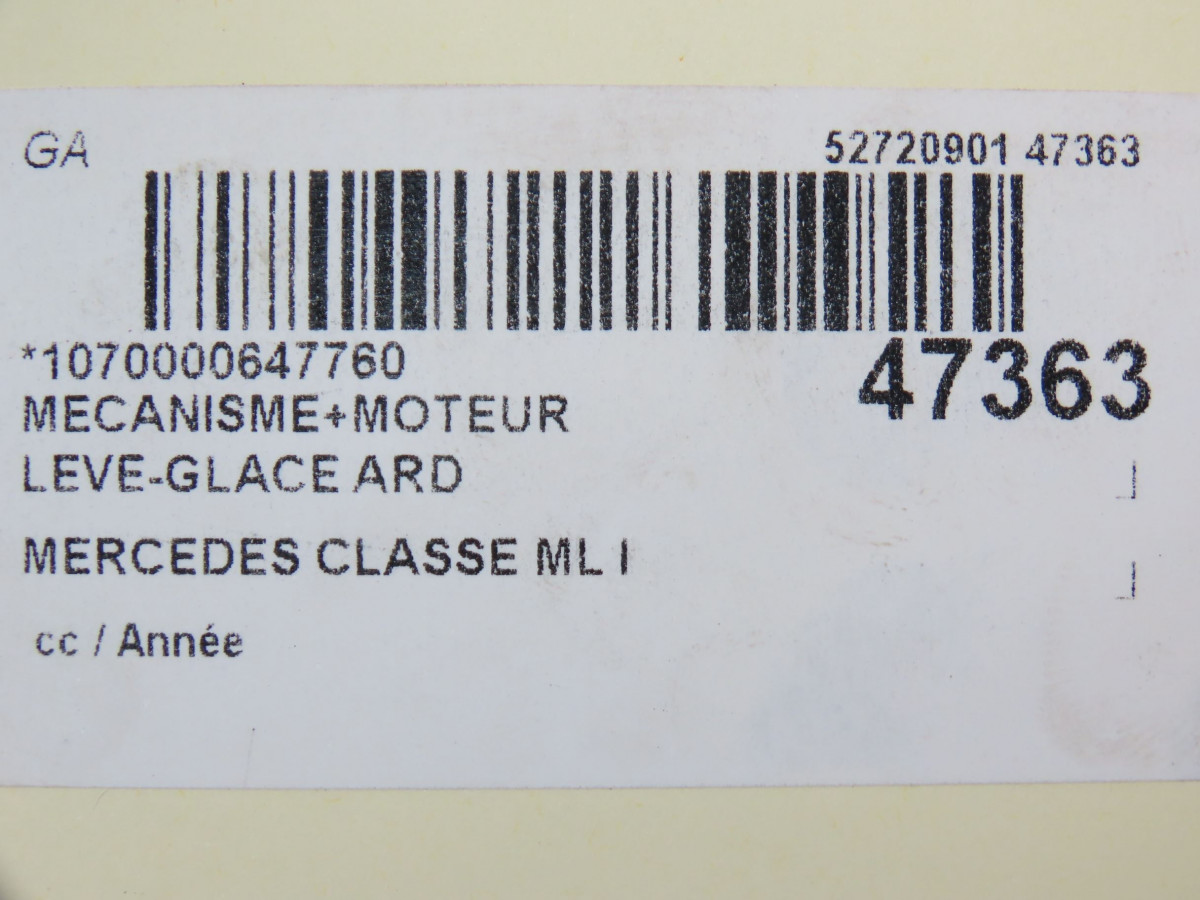 GA
52720901 47363
*1070000647760
47363
MECANISME+MOTEUR
LEVE-GLACE ARD
MERCEDES CLASSE ML I
cc / Année